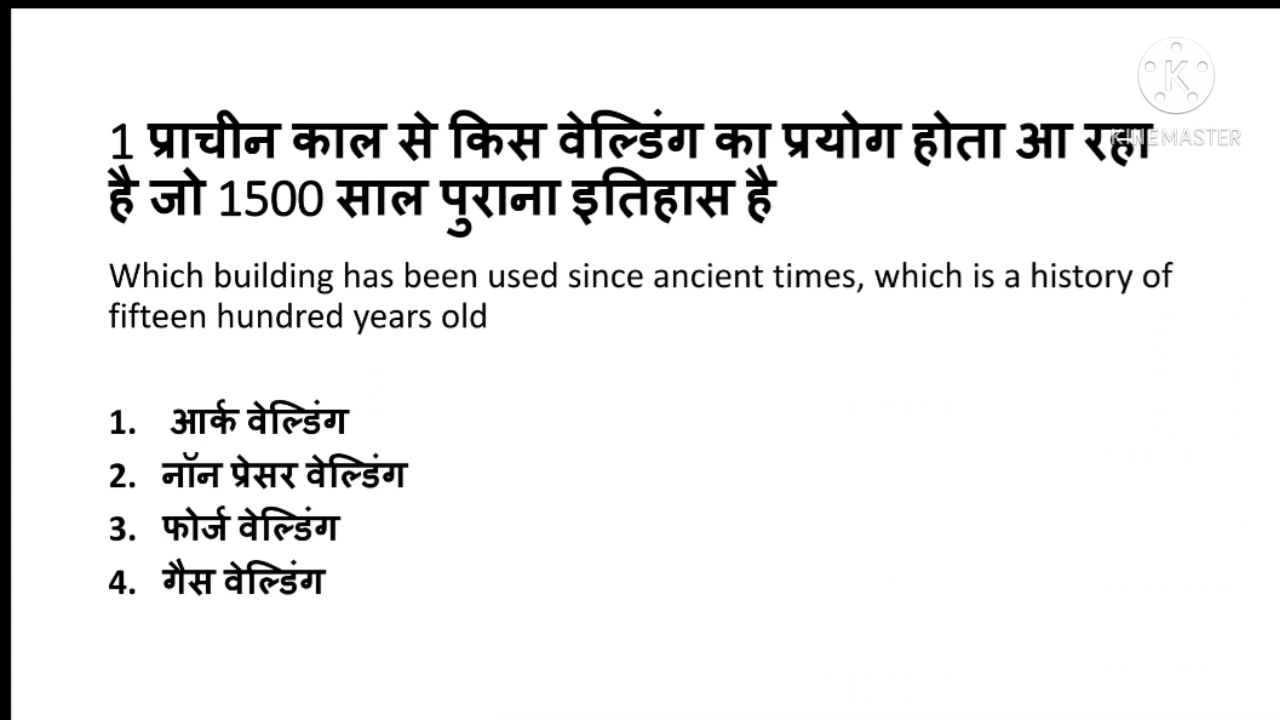 K
KINEMASTER
1 प्राचीन काल से किस वेल्डिंग का प्रयोग होता आ रहा
है जो 1500 साल पुराना इतिहास है
Which building has been used since ancient times, which is a history of
fifteen hundred years old
1. आर्क वेल्डिंग
2. नॉन प्रेसर वेल्डिंग
3. फोर्ज वेल्डिंग
4. गैस वेल्डिंग